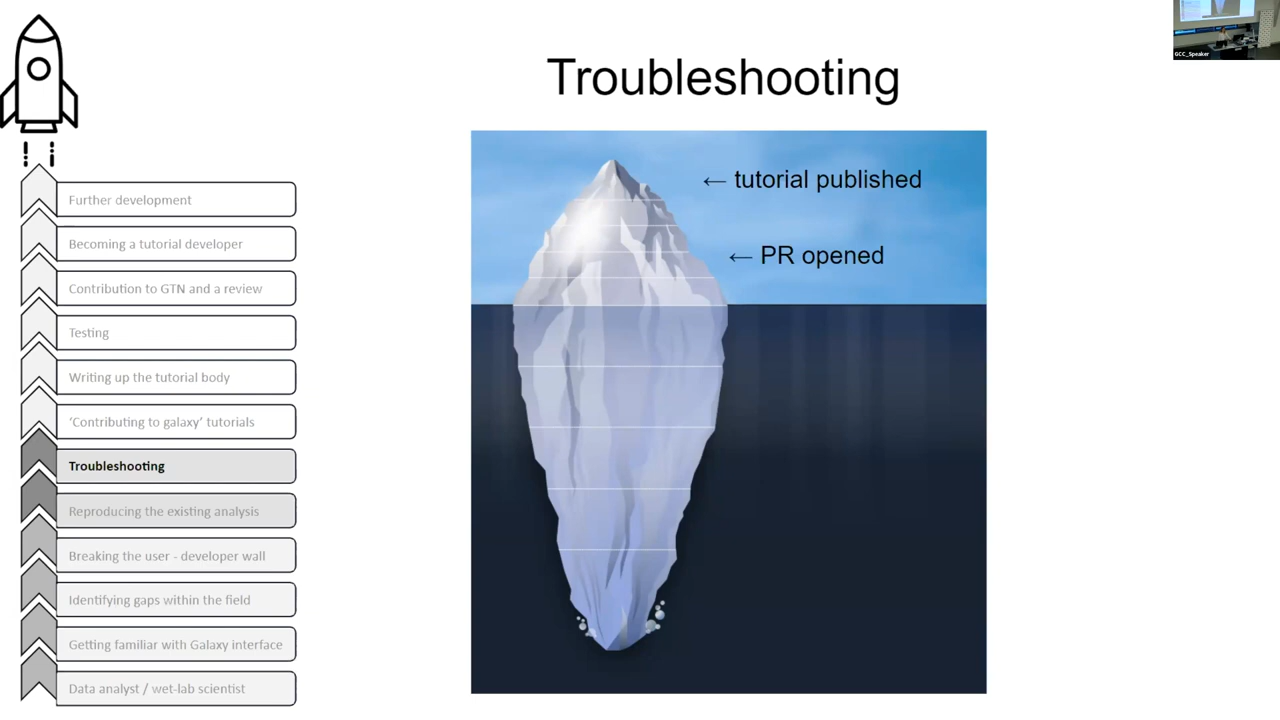 Troubleshooting
← tutorial published
← PR opened
Further development
Becoming a tutorial developer
Contribution to GTN and a review
Testing
Writing up the tutorial body
‘Contributing to galaxy’ tutorials
Troubleshooting
Reproducing the existing analysis
Breaking the user - developer wall
Identifying gaps within the field
Getting familiar with Galaxy interface
Data analyst / wet-lab scientist
GCC_Speaker